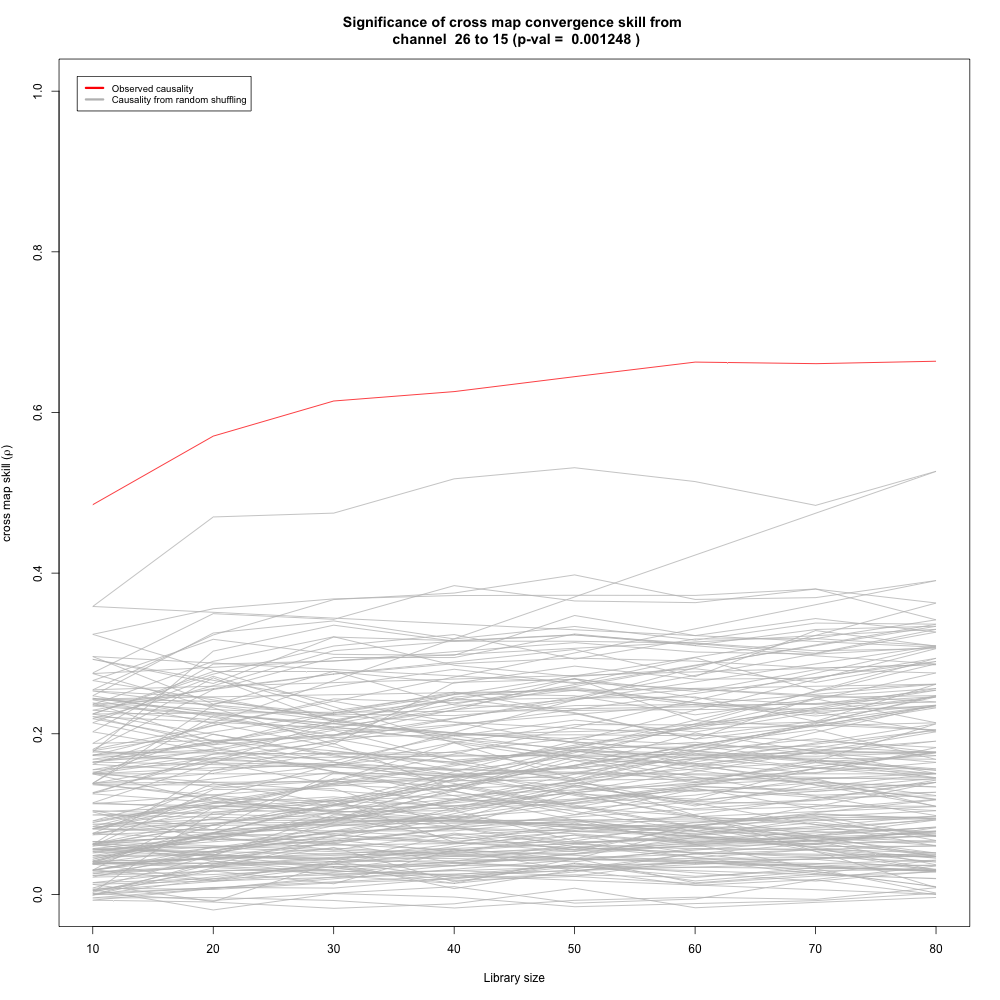 Significance of cross map convergence skill from
channel  26 to 15 (p-val =  0.001248 )
Observed causality
Causality from random shuffling
1.0
0.8
0.6
0.4
0.2
0.0
cross map skill (ρ)
10 20 30 40 50 60 70 80
Library size